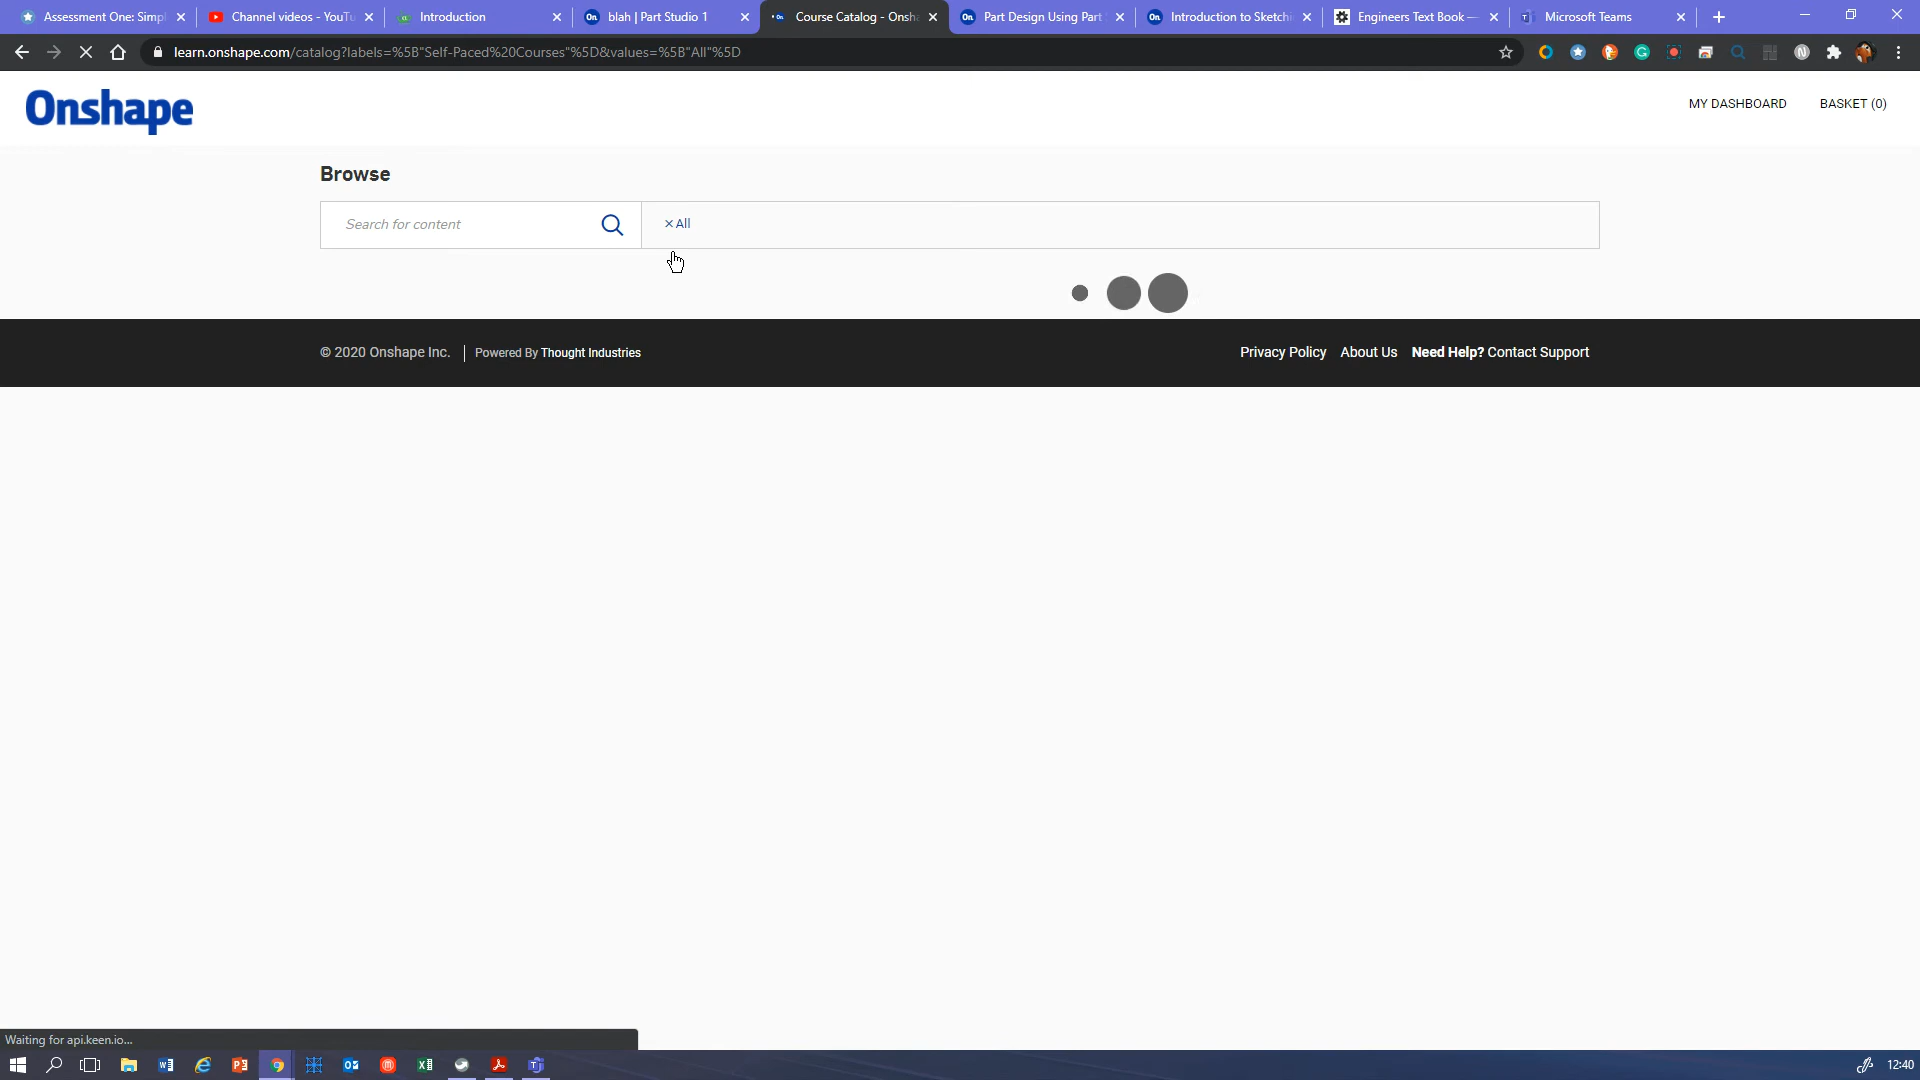 Assessment One: Simpl
Channel videos - YouTu
Introduction
blah | Part Studio 1
Course Catalog - Onsha
Part Design Using Part
Introduction to Sketchi
Engineers Text Book —
Microsoft Teams
learn.onshape.com/catalog?labels=%5B"Self-Paced%20Courses"%5D&values=%5B"All"%5D
Onshape
MY DASHBOARD
BASKET (0)
Browse
Search for content
×All
© 2020 Onshape Inc. | Powered By Thought Industries
Privacy Policy About Us Need Help? Contact Support
Waiting for api.keen.io...
12:40